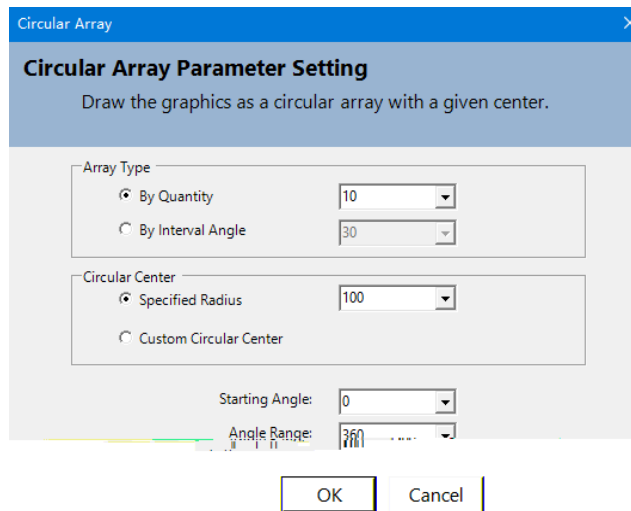 Circular Array
Circular Array Parameter Setting
Draw the graphics as a circular array with a given center.
Array Type
By Quantity 10
By Interval Angle 30
Circular Center
Specified Radius 100
Custom Circular Center
Starting Angle: 0
Angle Range: 360
OK Cancel